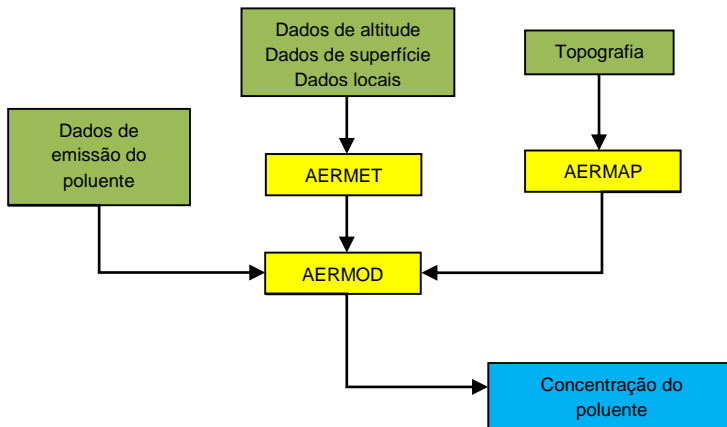 Dados de altitude
Dados de superfície
Dados locais
Topografia
Dados de
emissão do
poluente
AERMET
AERMAP
AERMOD
Concentração do
poluente